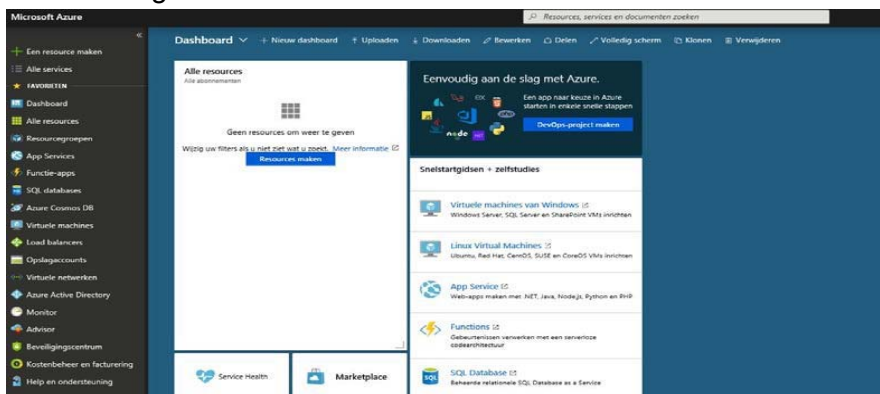 Microsoft Azure
Resources, services en documenten zoeken
«
Een resource maken
Alle services
FAVORIETEN
Dashboard
Alle resources
Resourcegroepen
App Services
Functie-apps
SQL databases
Azure Cosmos DB
Virtuele machines
Load balancers
Opslagaccounts
Virtuele netwerken
Azure Active Directory
Monitor
Advisor
Beveiligingscentrum
Kostenbeheer en facturering
Help en ondersteuning
Dashboard
+ Nieuw dashboard Uploaden Downloaden Bewerken Delen Volledig scherm Klonen Verwijderen
Alle resources
Alle abonnementen
Geen resources om weer te geven
Wijzig uw filters als u niet ziet wat u zoekt. Meer informatie
Resources maken
Service Health
Marketplace
Eenvoudig aan de slag met Azure.
Een app naar keuze in Azure
starten in enkele snelle stappen
DevOps-project maken
node
php
Snelstartgidsen + zelfstudies
Virtuele machines van Windows
Windows Server, SQL Server en SharePoint VMs inrichten
Linux Virtual Machines
Ubuntu, Red Hat, CentOS, SUSE en CoreOS VMs inrichten
App Service
Web-apps maken met .NET, Java, Node.js, Python en PHP
Functions
Gebeurtenissen verwerken met een serverloze
codearchitectuur
SQL
SQL Database
Beheerde relationele SQL Database as a Service